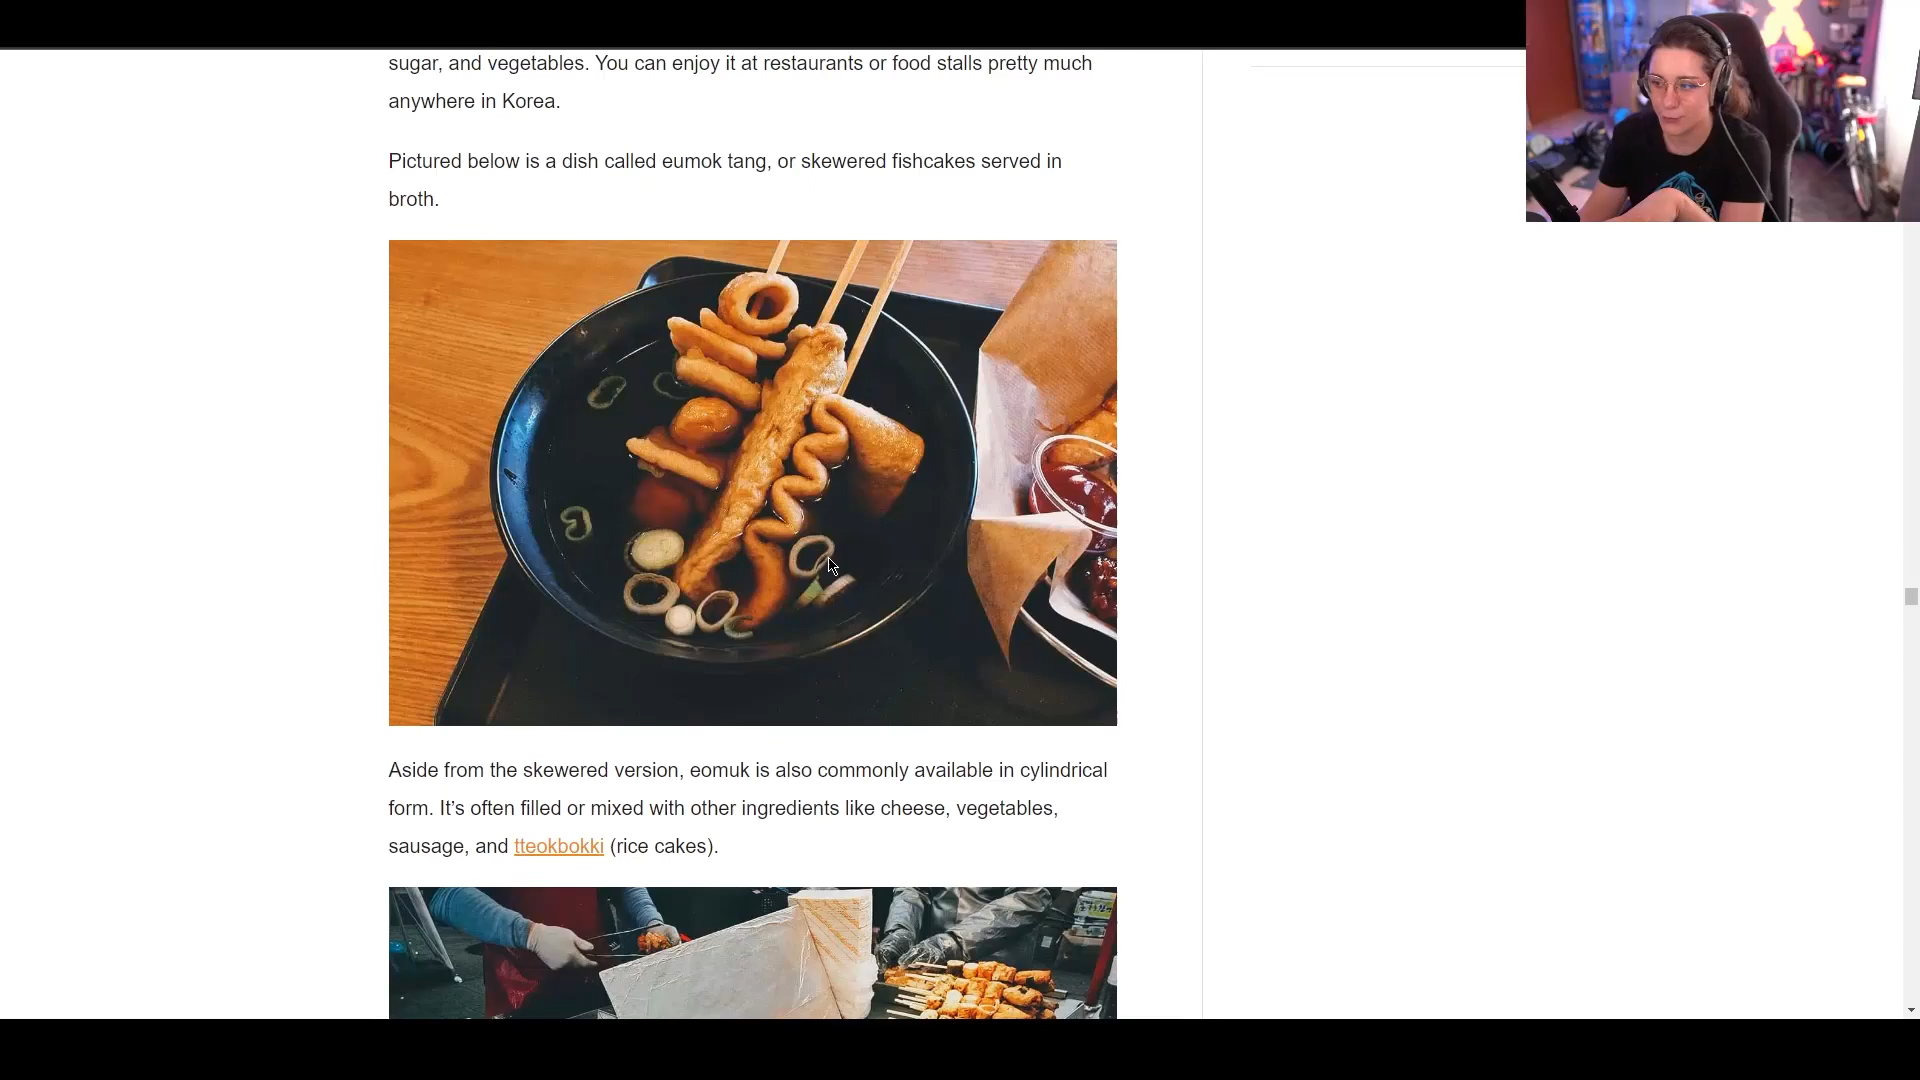 sugar, and vegetables. You can enjoy it at restaurants or food stalls pretty much
anywhere in Korea.
Pictured below is a dish called eumok tang, or skewered fishcakes served in
broth.
Aside from the skewered version, eomuk is also commonly available in cylindrical
form. It’s often filled or mixed with other ingredients like cheese, vegetables,
sausage, and tteokbokki (rice cakes).